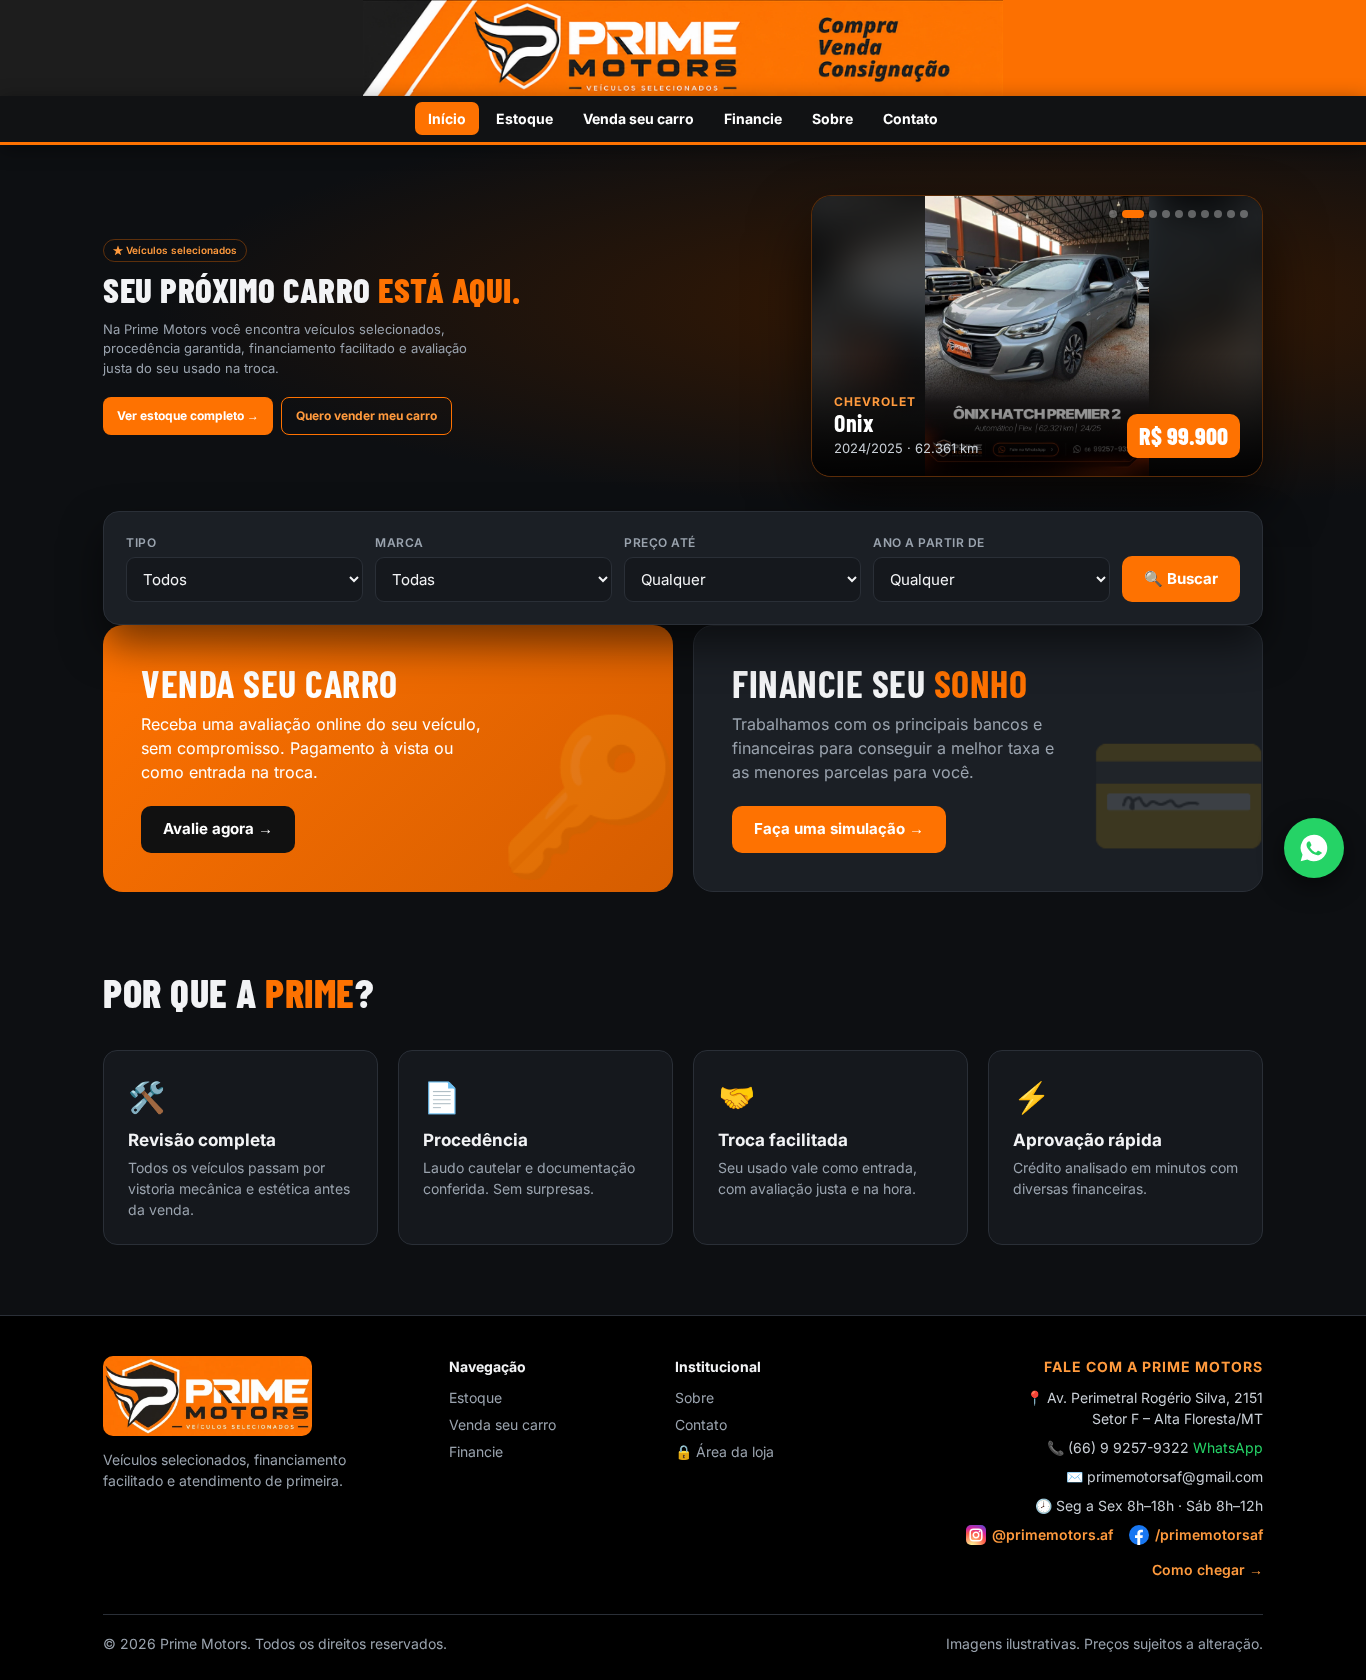 PRIME
MOTORS
VEÍCULOS SELECIONADOS
Compra
Venda
Consignação
Início
Estoque
Venda seu carro
Financie
Sobre
Contato
★ Veículos selecionados
SEU PRÓXIMO CARRO ESTÁ AQUI.
Na Prime Motors você encontra veículos selecionados,
procedência garantida, financiamento facilitado e avaliação
justa do seu usado na troca.
Ver estoque completo →
Quero vender meu carro
CHEVROLET
Onix
2024/2025 · 62.361 km
ÔNIX HATCH PREMIER 2
Automático | Flex | 62.321 km | 24/25
R$ 99.900
TIPO
Todos
MARCA
Todas
PREÇO ATÉ
Qualquer
ANO A PARTIR DE
Qualquer
🔍 Buscar
VENDA SEU CARRO
Receba uma avaliação online do seu veículo,
sem compromisso. Pagamento à vista ou
como entrada na troca.
Avalie agora →
FINANCIE SEU SONHO
Trabalhamos com os principais bancos e
financeiras para conseguir a melhor taxa e
as menores parcelas para você.
Faça uma simulação →
POR QUE A PRIME?
Revisão completa
Todos os veículos passam por
vistoria mecânica e estética antes
da venda.
Procedência
Laudo cautelar e documentação
conferida. Sem surpresas.
Troca facilitada
Seu usado vale como entrada,
com avaliação justa e na hora.
Aprovação rápida
Crédito analisado em minutos com
diversas financeiras.
PRIME
MOTORS
VEÍCULOS SELECIONADOS
Veículos selecionados, financiamento
facilitado e atendimento de primeira.
Navegação
Estoque
Venda seu carro
Financie
Institucional
Sobre
Contato
🔒 Área da loja
FALE COM A PRIME MOTORS
📍 Av. Perimetral Rogério Silva, 2151
Setor F – Alta Floresta/MT
📞 (66) 9 9257-9322 WhatsApp
✉️ primemotorsaf@gmail.com
🕗 Seg a Sex 8h–18h · Sáb 8h–12h
@primemotors.af
/primemotorsaf
Como chegar →
© 2026 Prime Motors. Todos os direitos reservados.
Imagens ilustrativas. Preços sujeitos a alteração.